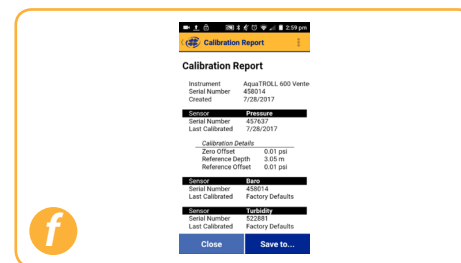 2:59 pm
Calibration Report
Calibration Report
Instrument AquaTROLL 600 Vente
Serial Number 458014
Created 7/28/2017
Sensor Pressure
Serial Number 457637
Last Calibrated 7/28/2017
Calibration Details
Zero Offset 0.01 psi
Reference Depth 3.05 m
Reference Offset 0.01 psi
Sensor Baro
Serial Number 458014
Last Calibrated Factory Defaults
Sensor Turbidity
Serial Number 522881
Last Calibrated Factory Defaults
Close Save to...
f